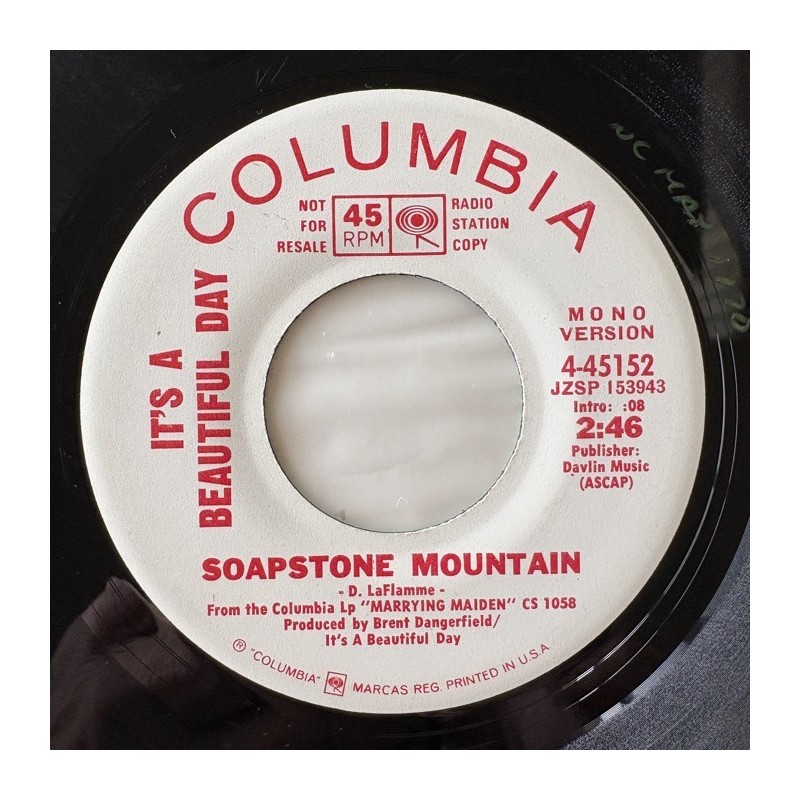 COLUMBIA
NOT
FOR
RESALE
45
RPM
RADIO
STATION
COPY
IT'S A
BEAUTIFUL DAY
MONO
VERSION
4-45152
JZSP 153943
Intro: :08
2:46
Publisher:
Davlin Music
(ASCAP)
SOAPSTONE MOUNTAIN
- D. LaFlamme -
From the Columbia Lp "MARRYING MAIDEN" CS 1058
Produced by Brent Dangerfield/
It's A Beautiful Day
® "COLUMBIA" MARCAS REG. PRINTED IN U.S.A.